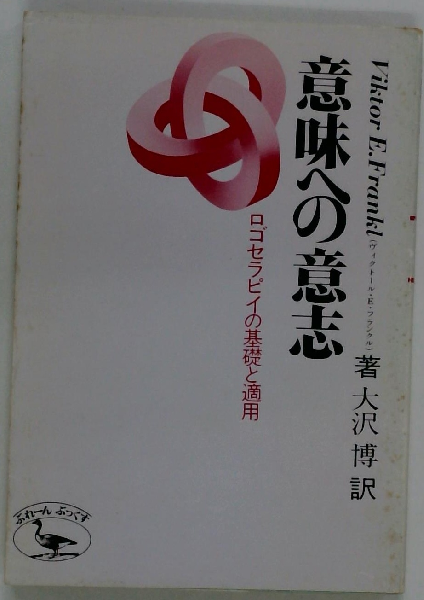 Viktor E. Frankl (ヴィクトール・E・フランクル) 著 大沢 博 訳
意味への意志
ロゴセラピイの基礎と適用
ぶれーん ぶっくす